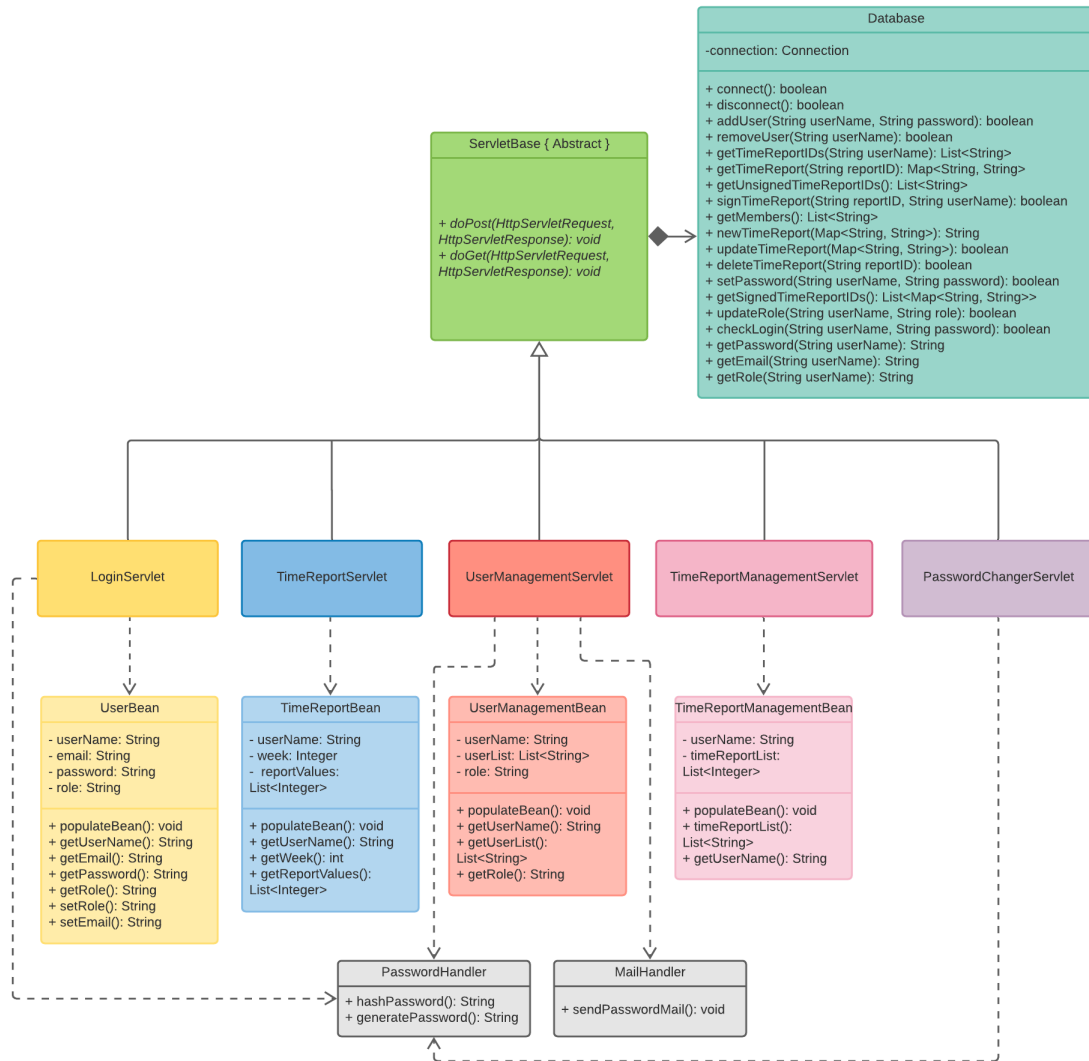 Database
-connection: Connection
+ connect(): boolean
+ disconnect(): boolean
+ addUser(String userName, String password): boolean
+ removeUser(String userName): boolean
+ getTimeReportIDs(String userName): List<String>
+ getTimeReport(String reportID): Map<String, String>
+ getUnsignedTimeReportIDs(): List<String>
+ signTimeReport(String reportID, String userName): boolean
+ getMembers(): List<String>
+ newTimeReport(Map<String, String>): String
+ updateTimeReport(Map<String, String>): boolean
+ deleteTimeReport(String reportID): boolean
+ setPassword(String userName, String password): boolean
+ getSignedTimeReportIDs(): List<Map<String, String>>
+ updateRole(String userName, String role): boolean
+ checkLogin(String userName, String password): boolean
+ getPassword(String userName): String
+ getEmail(String userName): String
+ getRole(String userName): String
ServletBase { Abstract }
+ doPost(HttpServletRequest,
HttpServletResponse): void
+ doGet(HttpServletRequest,
HttpServletResponse): void
LoginServlet
TimeReportServlet
UserManagementServlet
TimeReportManagementServlet
PasswordChangerServlet
UserBean
- userName: String
- email: String
- password: String
- role: String
+ populateBean(): void
+ getUserName(): String
+ getEmail(): String
+ getPassword(): String
+ getRole(): String
+ setRole(): String
+ setEmail(): String
TimeReportBean
- userName: String
- week: Integer
- reportValues:
List<Integer>
+ populateBean(): void
+ getUserName(): String
+ getWeek(): int
+ getReportValues():
List<Integer>
UserManagementBean
- userName: String
- userList: List<String>
- role: String
+ populateBean(): void
+ getUserName(): String
+ getUserList():
List<String>
+ getRole(): String
TimeReportManagementBean
- userName: String
- timeReportList:
List<Integer>
+ populateBean(): void
+ timeReportList():
List<String>
+ getUserName(): String
PasswordHandler
+ hashPassword(): String
+ generatePassword(): String
MailHandler
+ sendPasswordMail(): void